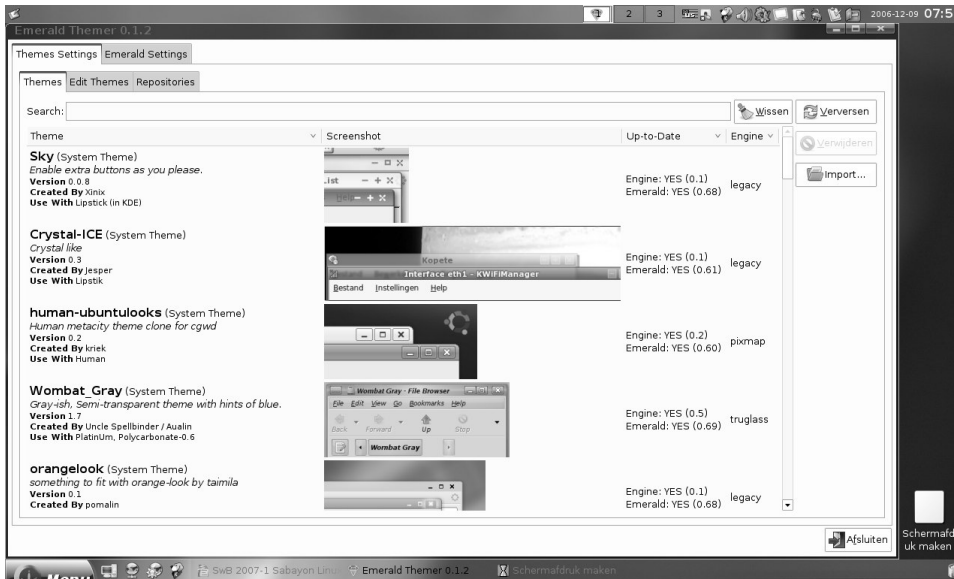 2 3 2006-12-09 07:5
Emerald Themer 0.1.2
Themes Settings Emerald Settings
Themes Edit Themes Repositories
Search: Wissen Verversen
Theme Screenshot Up-to-Date Engine Verwijderen
Import...
Sky (System Theme)
Enable extra buttons as you please.
Version 0.0.8
Created By Xinix
Use With Lipstick (in KDE)
Help
Engine: YES (0.1)
Emerald: YES (0.68)
legacy
Crystal-ICE (System Theme)
Crystal like
Version 0.3
Created By Jesper
Use With Lipstik
Kopete
Interface eth1 - KWiFiManager
Bestand Instellingen Help
Engine: YES (0.1)
Emerald: YES (0.61)
legacy
human-ubuntulooks (System Theme)
Human metacity theme clone for cgwd
Version 0.2
Created By kriek
Use With Human
Engine: YES (0.2)
Emerald: YES (0.60)
pixmap
Wombat_Gray (System Theme)
Gray-ish, Semi-transparent theme with hints of blue.
Version 1.7
Created By Uncle Spellbinder / Aualin
Use With PlatinUm, Polycarbonate-0.6
Wombat Gray - File Browser
File Edit View Go Bookmarks Help
Back Forward Up Stop
Wombat Gray
Engine: YES (0.5)
Emerald: YES (0.69)
truglass
orangelook (System Theme)
something to fit with orange-look by taimila
Version 0.1
Created By pomalin
Engine: YES (0.1)
Emerald: YES (0.68)
legacy
Afsluiten
Schermafd
uk maken
Menu SwB 2007-1 Sabayon Linu Emerald Themer 0.1.2 Schermafdruk maken